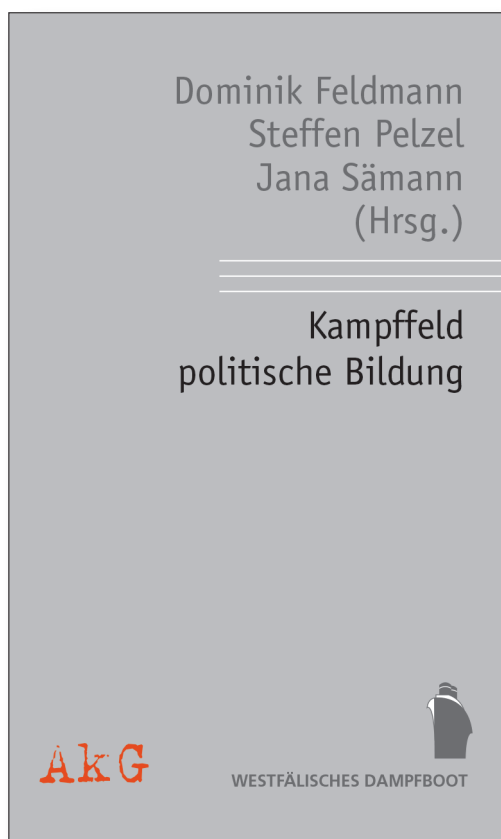 Dominik Feldmann
Steffen Pelzel
Jana Sämann
(Hrsg.)
Kampffeld
politische Bildung
AkG
WESTFÄLISCHES DAMPFBOOT